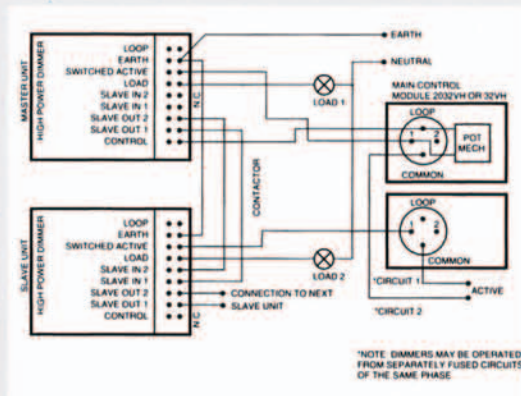 MASTER UNIT
HIGH POWER DIMMER
LOOP
EARTH
SWITCHED ACTIVE
LOAD
SLAVE IN 2
SLAVE IN 1
SLAVE OUT 2
SLAVE OUT 1
CONTROL
N.C.
CONTACTOR
LOAD 1
EARTH
NEUTRAL
MAIN CONTROL
MODULE 2032VH OR 32VH
LOOP
1 2
POT
MECH
COMMON
SLAVE UNIT
HIGH POWER DIMMER
LOOP
EARTH
SWITCHED ACTIVE
LOAD
SLAVE IN 2
SLAVE IN 1
SLAVE OUT 2
SLAVE OUT 1
CONTROL
N.C.
LOAD 2
CONNECTION TO NEXT
SLAVE UNIT
LOOP
1 2
COMMON
*CIRCUIT 1
ACTIVE
*CIRCUIT 2
*NOTE DIMMERS MAY BE OPERATED
FROM SEPARATELY FUSED CIRCUITS
OF THE SAME PHASE